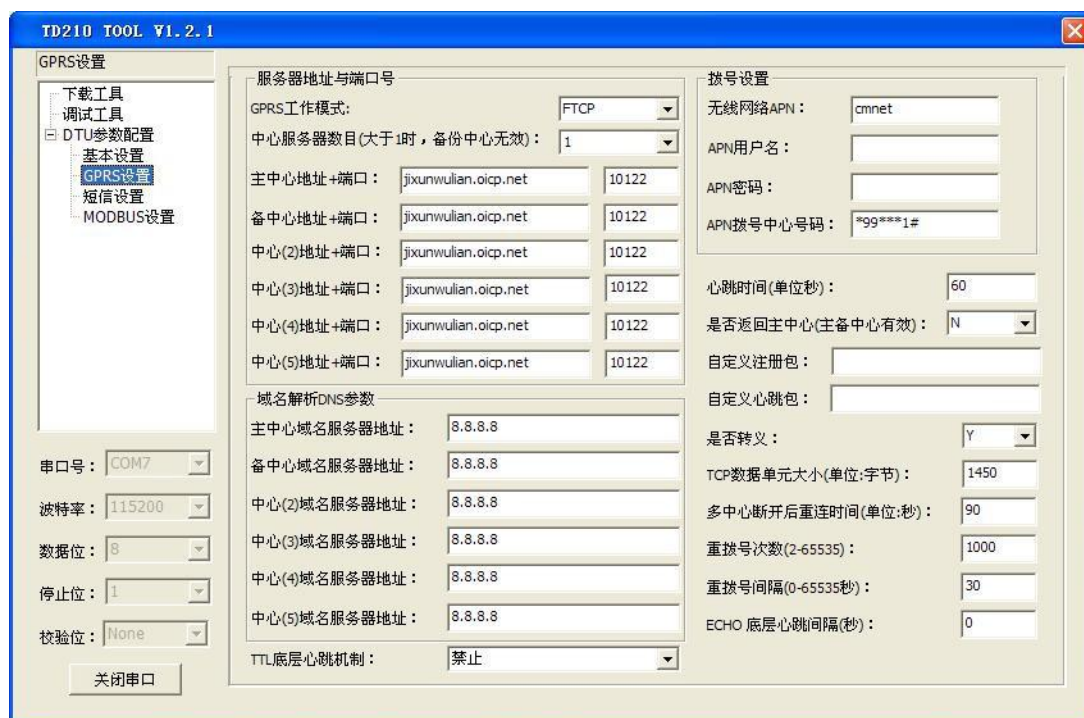 TD210 TOOL V1.2.1
GPRS设置
下载工具
调试工具
DTU参数配置
基本设置
GPRS设置
短信设置
MODBUS设置
串口号： COM7
波特率： 115200
数据位： 8
停止位： 1
校验位： None
关闭串口
服务器地址与端口号
GPRS工作模式: FTCP
中心服务器数目(大于1时，备份中心无效)： 1
主中心地址+端口： jixunwulian.oicp.net 10122
备中心地址+端口： jixunwulian.oicp.net 10122
中心(2)地址+端口： jixunwulian.oicp.net 10122
中心(3)地址+端口： jixunwulian.oicp.net 10122
中心(4)地址+端口： jixunwulian.oicp.net 10122
中心(5)地址+端口： jixunwulian.oicp.net 10122
域名解析DNS参数
主中心域名服务器地址： 8.8.8.8
备中心域名服务器地址： 8.8.8.8
中心(2)域名服务器地址： 8.8.8.8
中心(3)域名服务器地址： 8.8.8.8
中心(4)域名服务器地址： 8.8.8.8
中心(5)域名服务器地址： 8.8.8.8
TTL底层心跳机制： 禁止
拨号设置
无线网络APN： cmnet
APN用户名：
APN密码：
APN拨号中心号码： *99***1#
心跳时间(单位秒)： 60
是否返回主中心(主备中心有效)： N
自定义注册包：
自定义心跳包：
是否转义： Y
TCP数据单元大小(单位:字节)： 1450
多中心断开后重连时间(单位:秒)： 90
重拨号次数(2-65535)： 1000
重拨号间隔(0-65535秒)： 30
ECHO 底层心跳间隔(秒)： 0